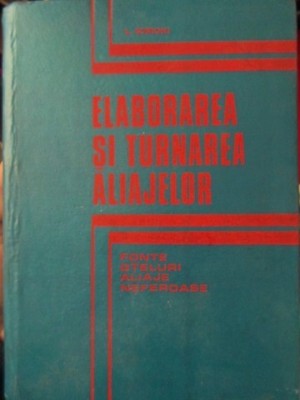 ELABORAREA
SI TURNAREA
ALIAJELOR
FONTE
OTELURI
ALIAJE
NEFEROASE